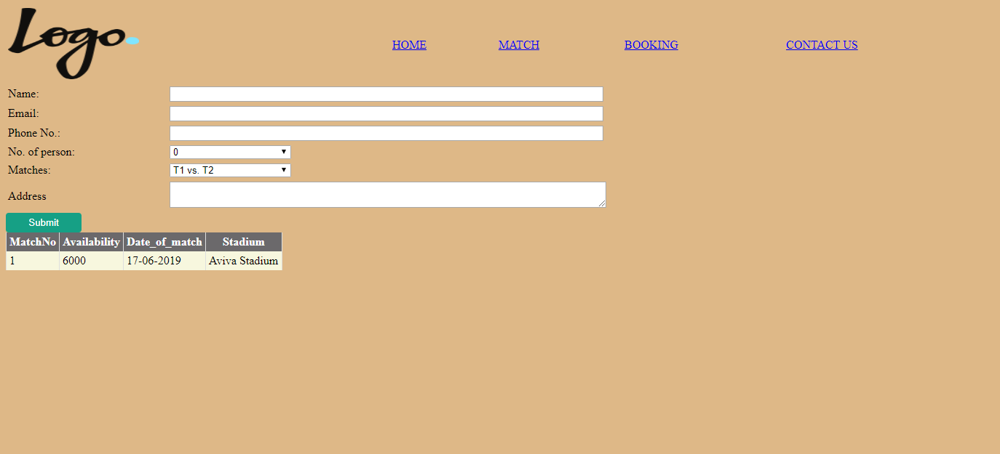 Logo
HOME MATCH BOOKING CONTACT US
Name:
Email:
Phone No.:
No. of person: 0
Matches: T1 vs. T2
Address
Submit
MatchNo Availability Date_of_match Stadium
1 6000 17-06-2019 Aviva Stadium